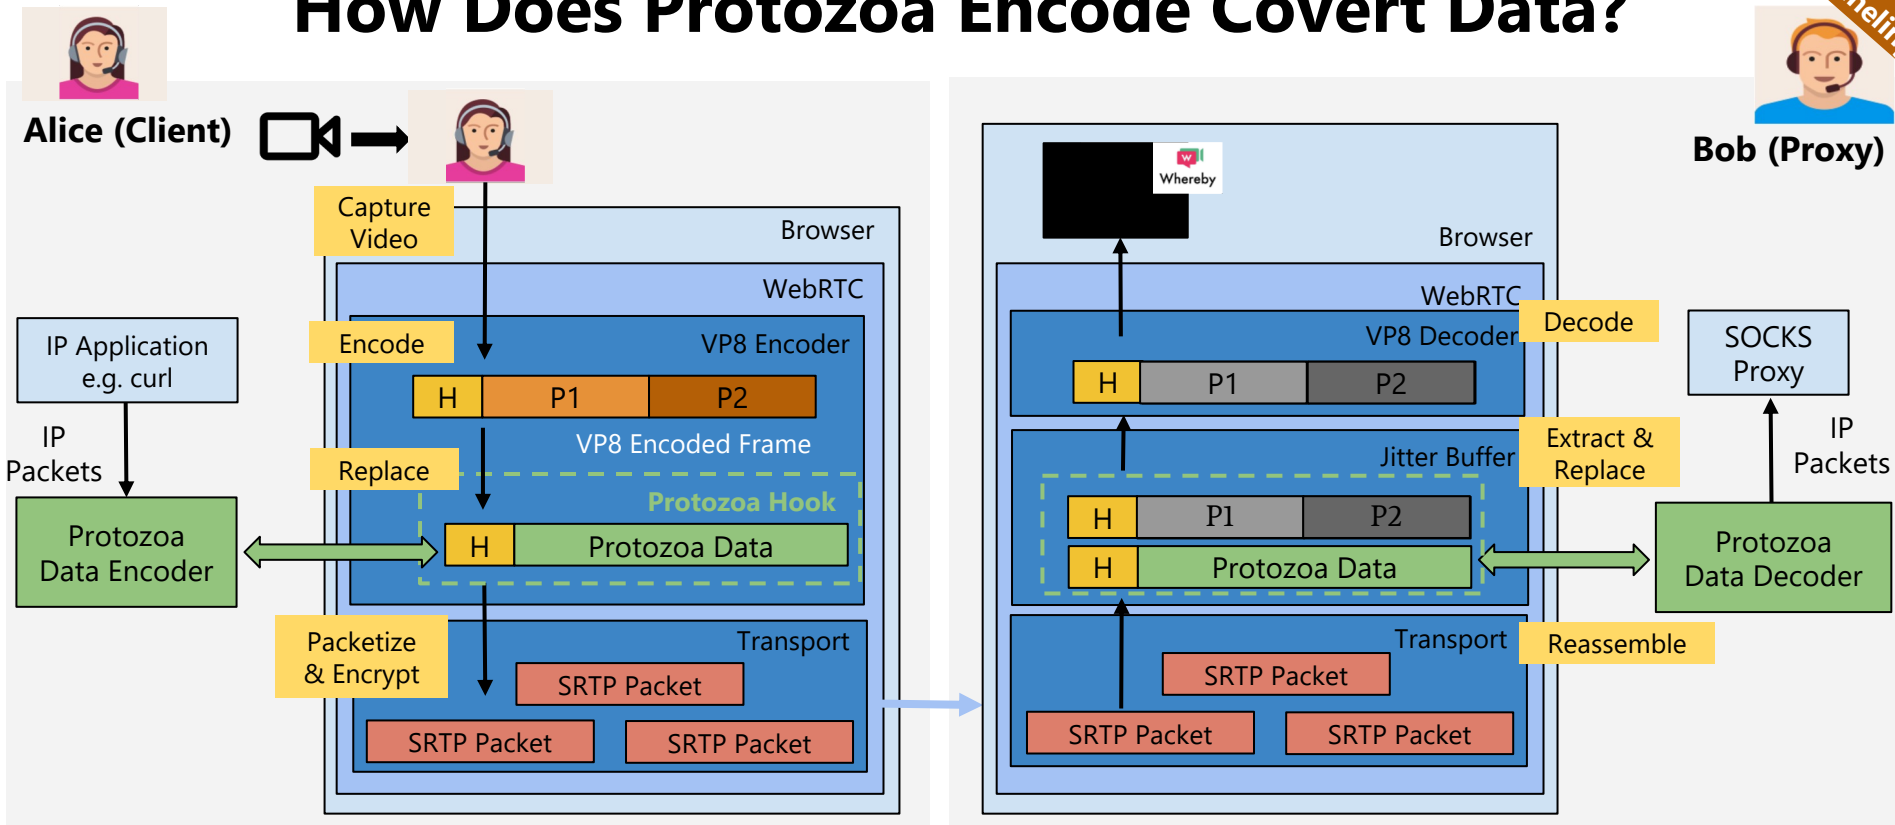 How Does Protozoa Encode Covert Data?
Alice (Client)
Capture
Video
Browser
WebRTC
IP Application
e.g. curl
Encode
VP8 Encoder
H
P1
P2
IP
Packets
VP8 Encoded Frame
Replace
Protozoa Hook
Protozoa
Data Encoder
H
Protozoa Data
Packetize
& Encrypt
Transport
SRTP Packet
SRTP Packet
SRTP Packet
Bob (Proxy)
W
Whereby
Browser
WebRTC
Decode
VP8 Decoder
SOCKS
Proxy
H
P1
P2
Extract &
Replace
Jitter Buffer
IP
Packets
H
P1
P2
H
Protozoa Data
Protozoa
Data Decoder
Transport
Reassemble
SRTP Packet
SRTP Packet
SRTP Packet